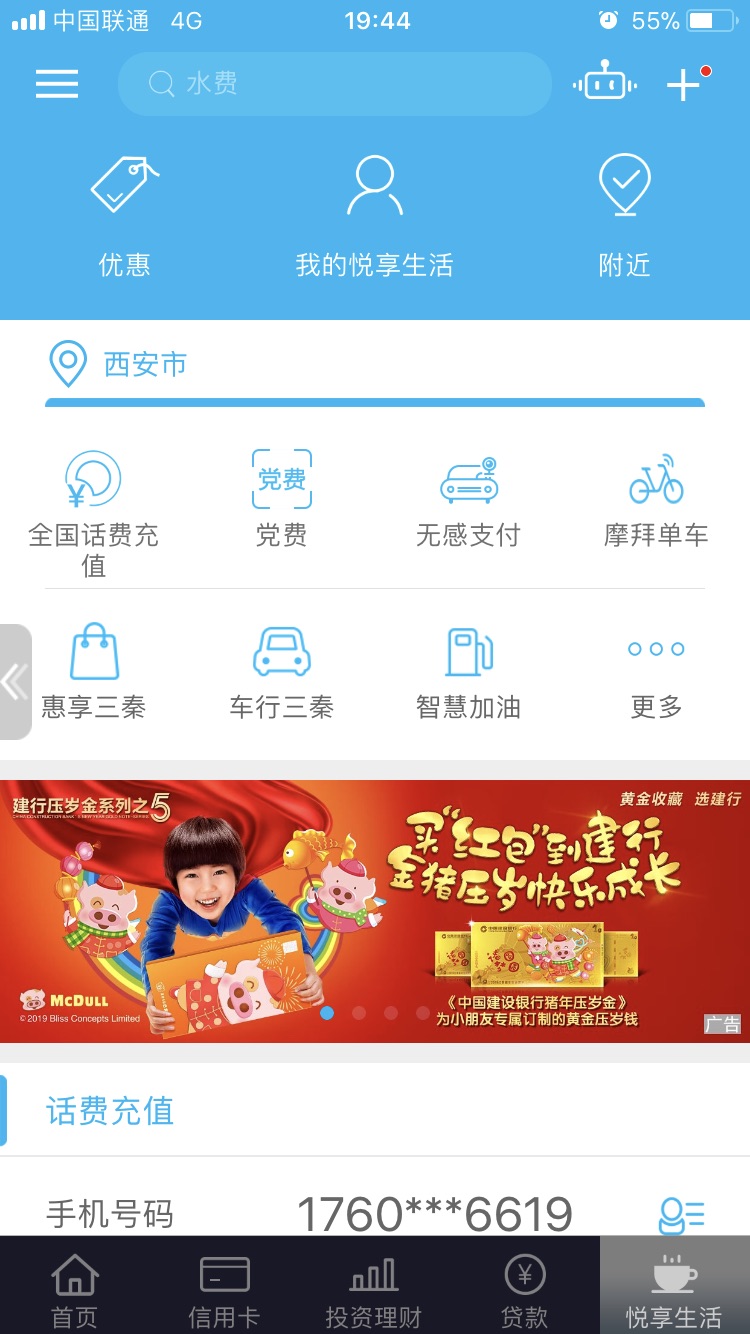 中国联通 4G 19:44 55%
水费
优惠 我的悦享生活 附近
西安市
党费
全国话费充值 党费 无感支付 摩拜单车
惠享三秦 车行三秦 智慧加油 更多
建行压岁金系列之5
黄金收藏 选建行
买“红包”到建行
金猪压岁快乐成长
McDull
©2019 Bliss Concepts Limited
《中国建设银行猪年压岁金》
为小朋友专属订制的黄金压岁钱
广告
话费充值
手机号码 1760***6619
首页 信用卡 投资理财 贷款 悦享生活